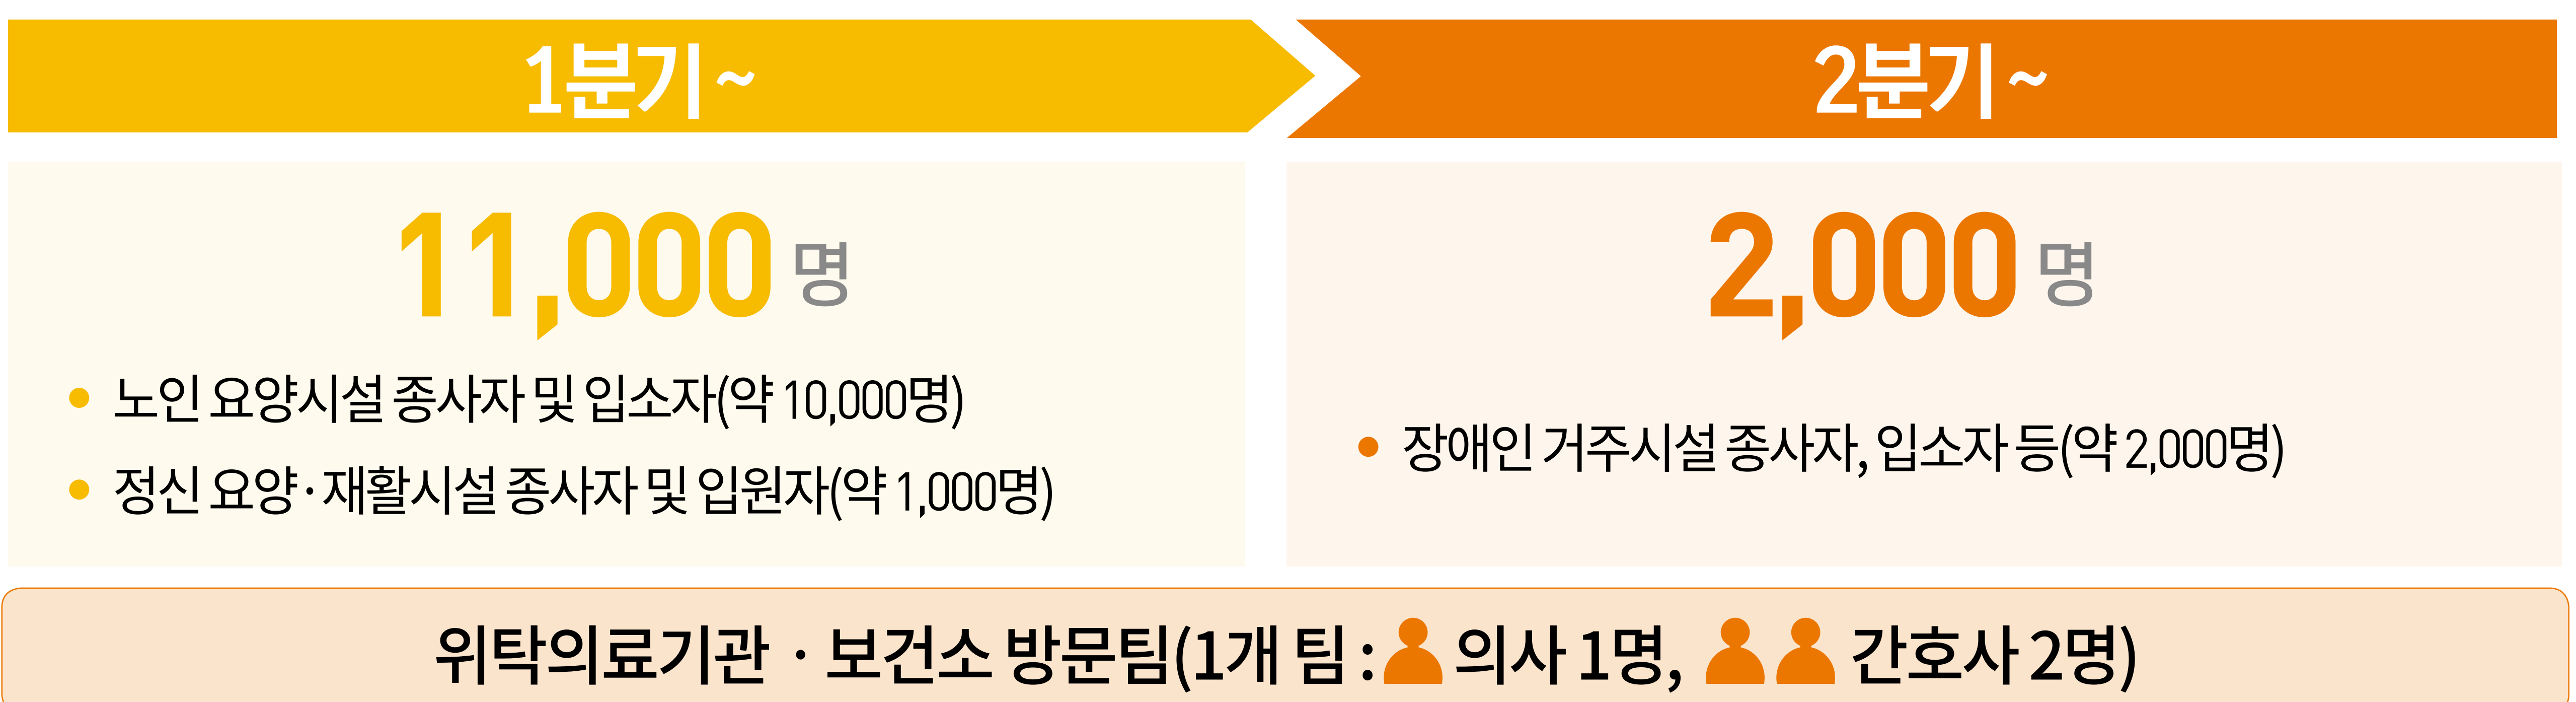 1분기~
2분기~
11,000 명
• 노인 요양시설 종사자 및 입소자(약 10,000명)
• 정신 요양·재활시설 종사자 및 입원자(약 1,000명)
2,000 명
• 장애인 거주시설 종사자, 입소자 등(약 2,000명)
위탁의료기관 · 보건소 방문팀(1개 팀 : 의사 1명, 간호사 2명)